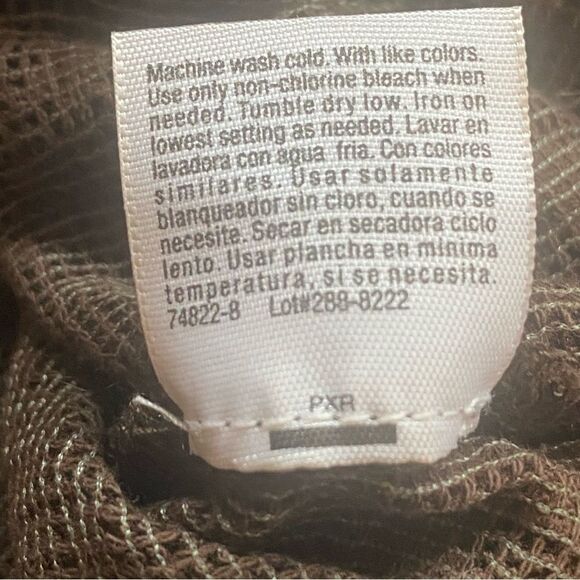 Machine wash cold. With like colors.
Use only non-chlorine bleach when
needed. Tumble dry low. Iron on
lowest setting as needed. Lavar en
lavadora con agua fria. Con colores
similares. Usar solamente
blanqueador sin cloro, cuando se
necesite. Secar en secadora ciclo
lento. Usar plancha en minima
temperatura, si se necesita.
74822-8 Lot#288-8222
PXR